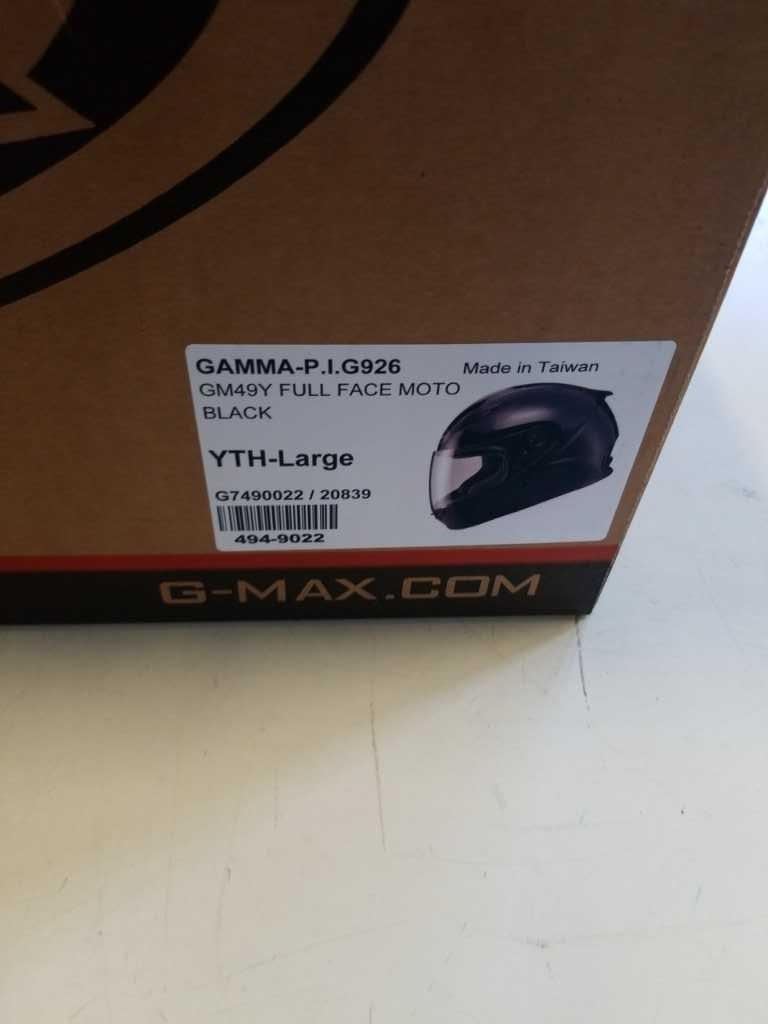 GAMMA-P.I.G926 Made in Taiwan
GM49Y FULL FACE MOTO
BLACK
YTH-Large
G7490022 / 20839
494-9022
G-MAX.COM